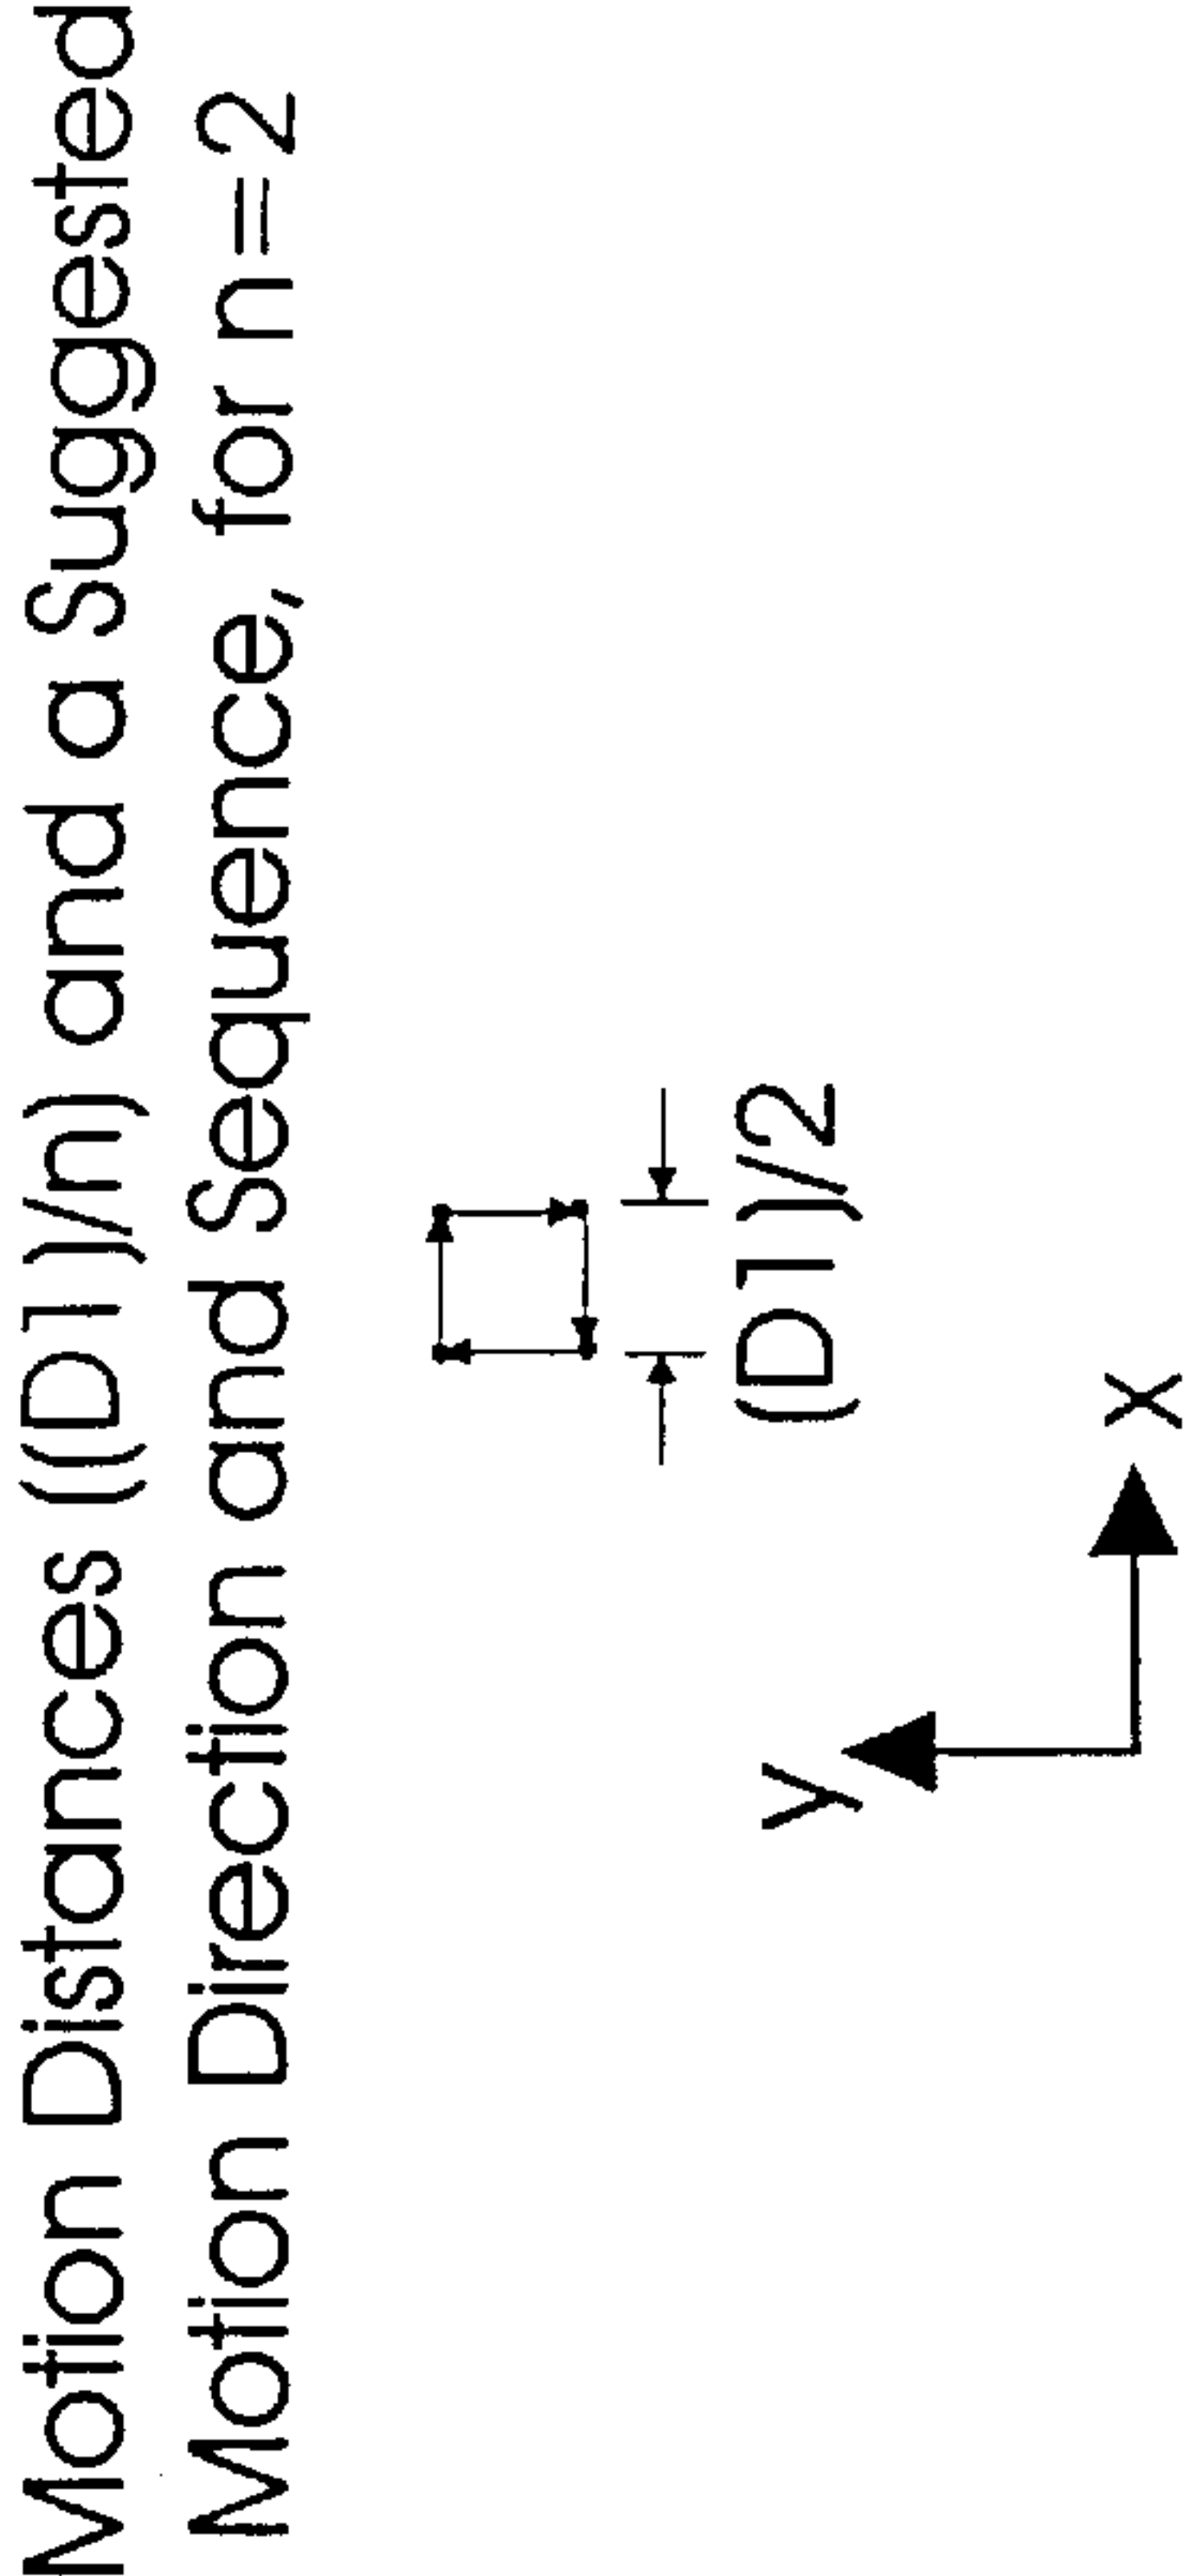 Motion Distances ((D1)/n) and a Suggested
Motion Direction and Sequence, for n=2
(D1)/2
y
x